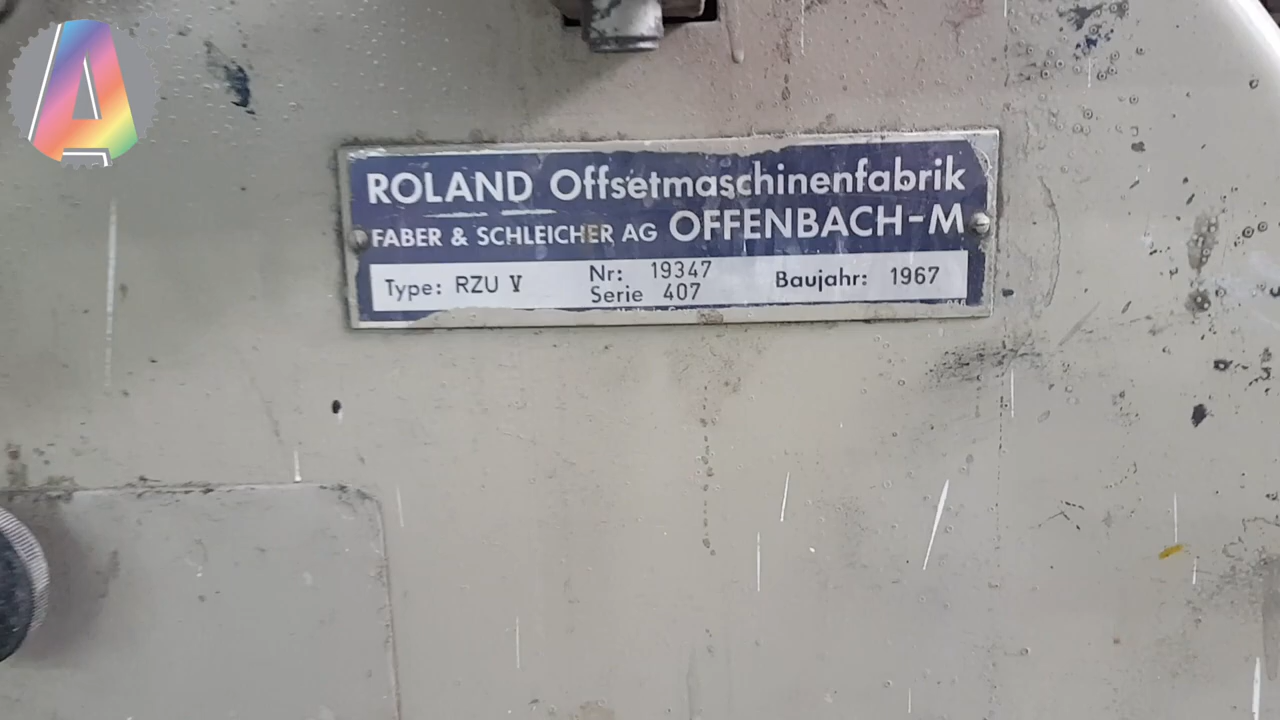 A
ROLAND Offsetmaschinenfabrik
FABER & SCHLEICHER AG OFFENBACH-M
Type: RZU V
Nr: 19347
Serie 407
Baujahr: 1967